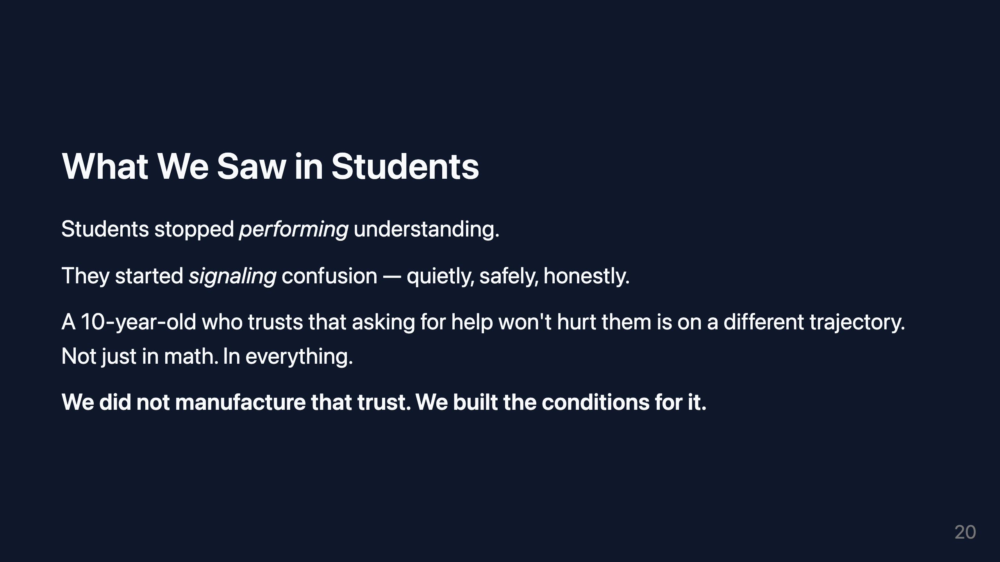 What We Saw in Students
Students stopped performing understanding.
They started signaling confusion — quietly, safely, honestly.
A 10-year-old who trusts that asking for help won't hurt them is on a different trajectory.
Not just in math. In everything.
We did not manufacture that trust. We built the conditions for it.
20